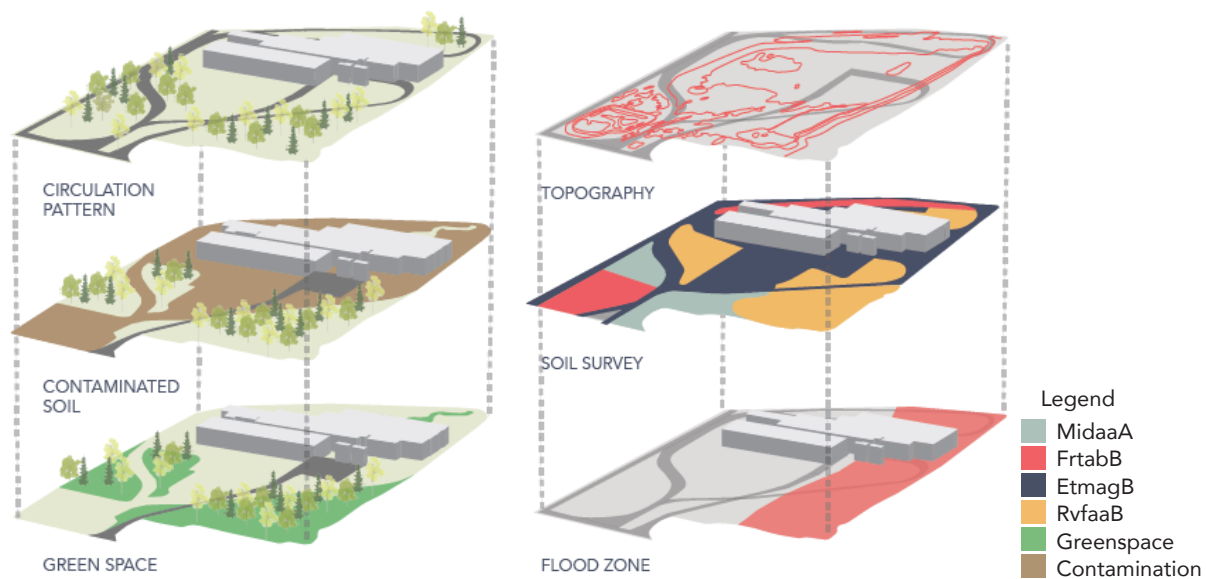 CIRCULATION
PATTERN
TOPOGRAPHY
CONTAMINATED
SOIL
SOIL SURVEY
GREEN SPACE
FLOOD ZONE
Legend
MidaaA
FrtabB
EtmagB
RvfaaB
Greenspace
Contamination